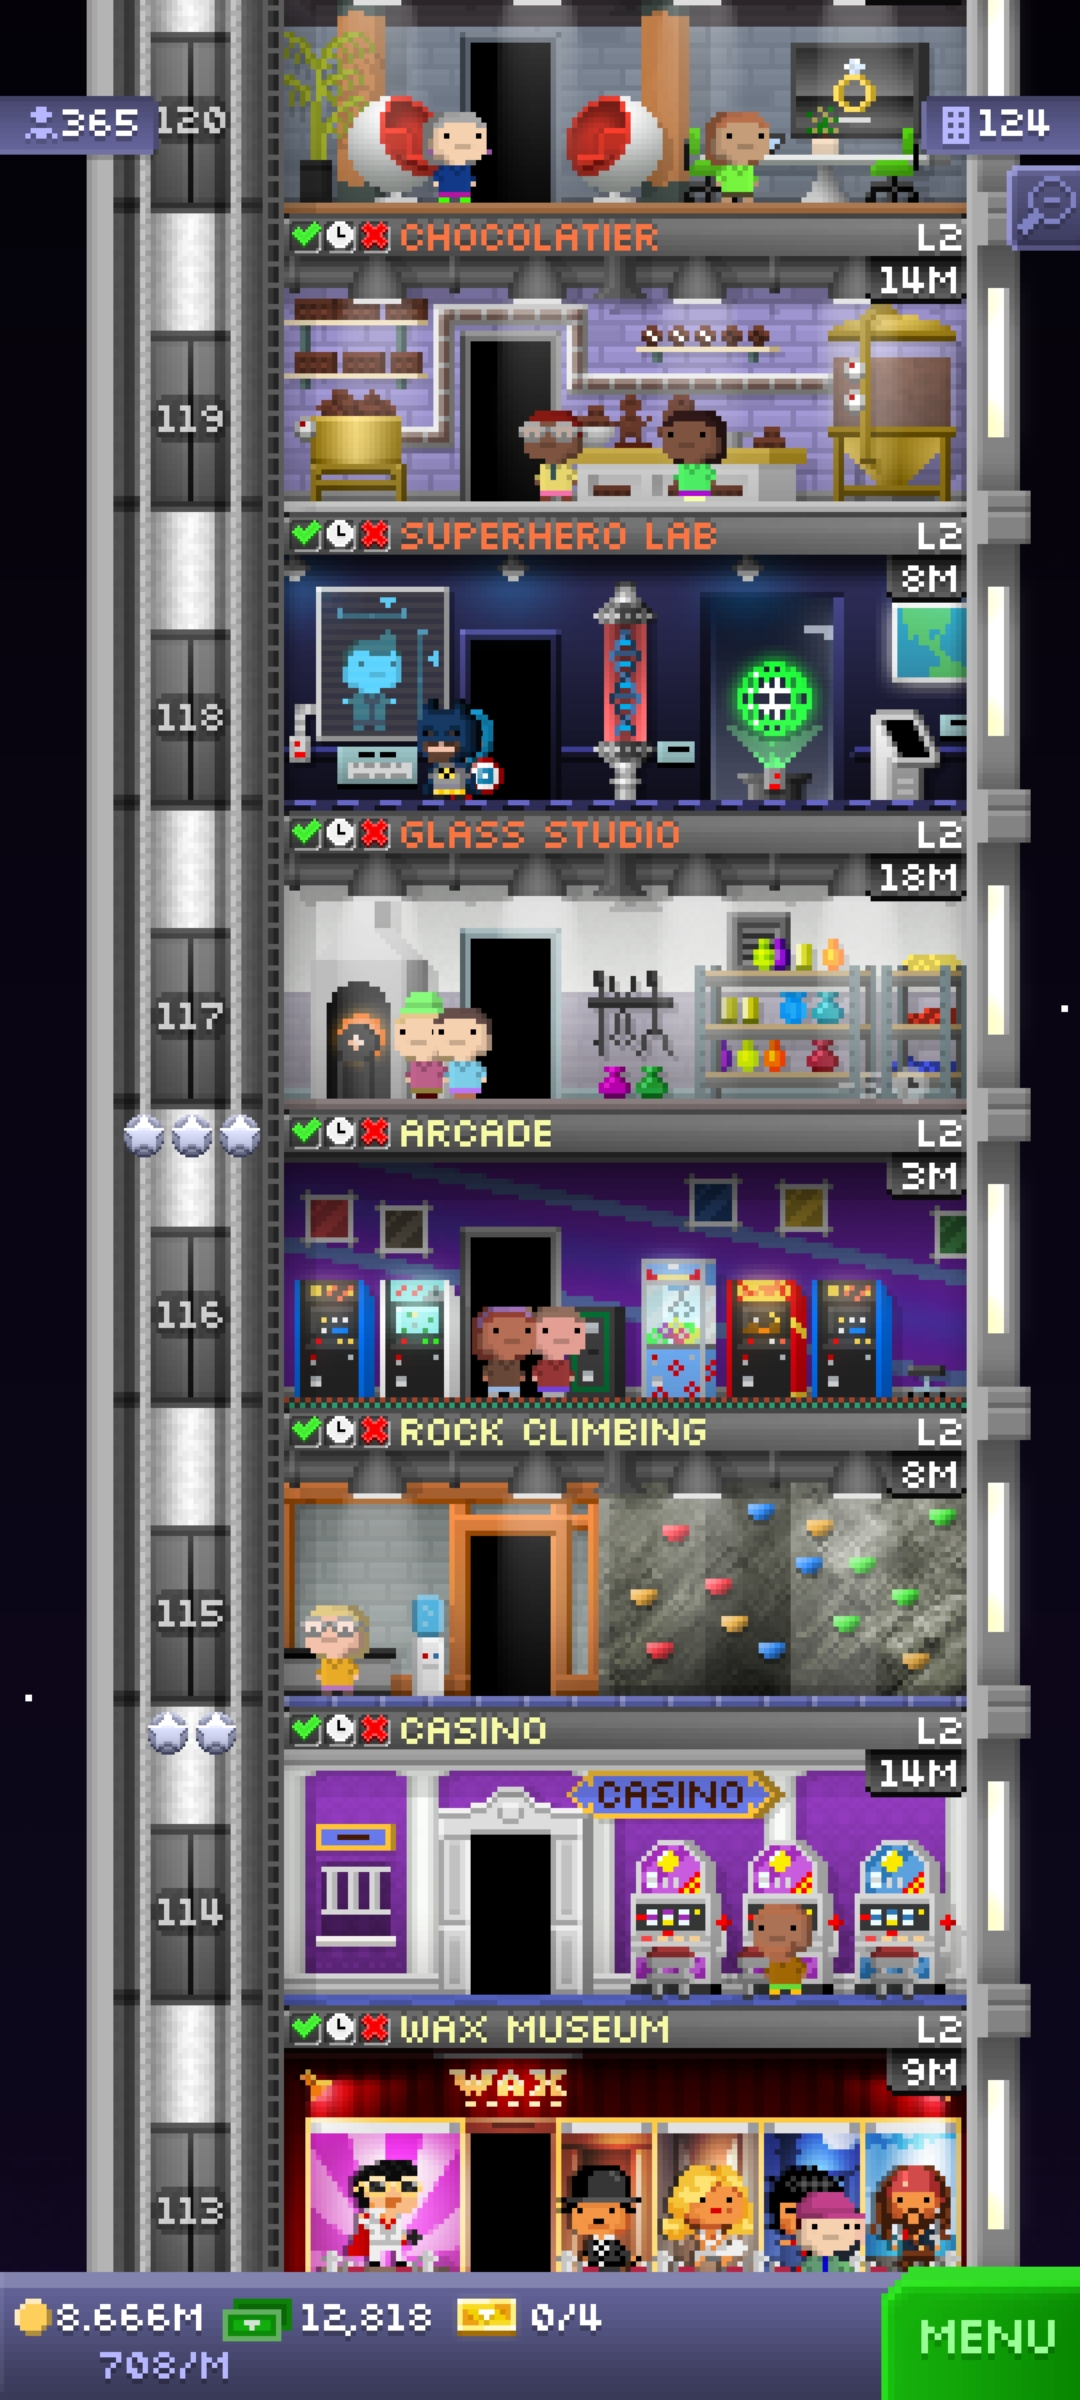 365
120
124
CHOCOLATIER L2
14M
119
SUPERHERO LAB L2
8M
118
GLASS STUDIO L2
18M
117
ARCADE L2
3M
116
ROCK CLIMBING L2
8M
115
CASINO L2
14M
CASINO
114
WAX MUSEUM L2
9M
WAX
113
8.666M 12,818 0/4
708/M
MENU